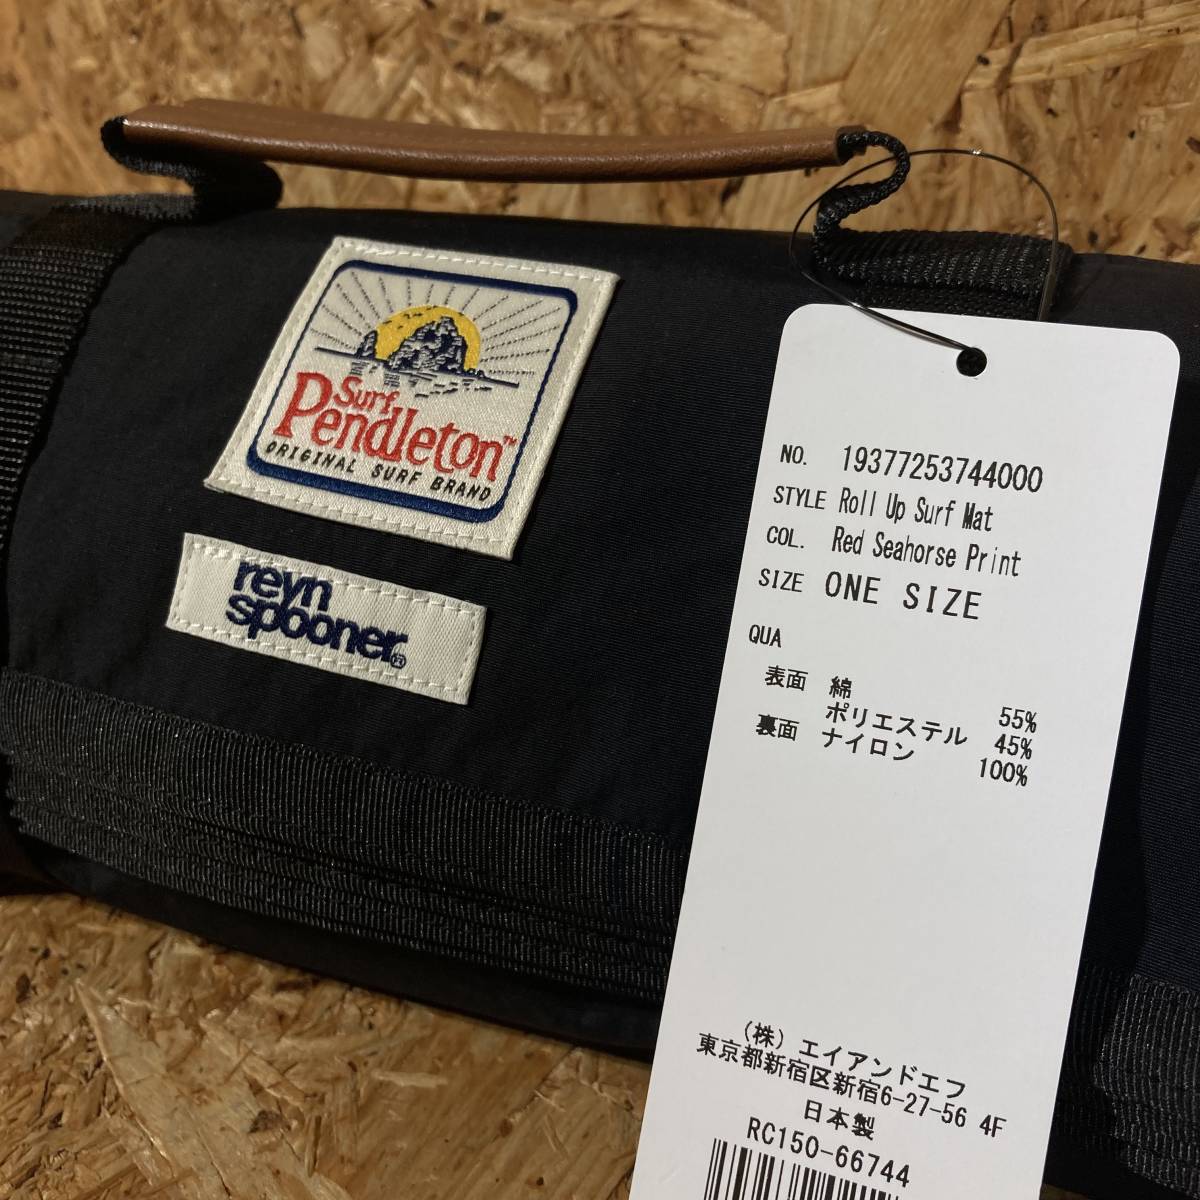 Surf
Pendleton™
ORIGINAL SURF BRAND
reyn
spooner®
NO. 19377253744000
STYLE Roll Up Surf Mat
COL. Red Seahorse Print
SIZE ONE SIZE
QUA
表面 綿 55%
ポリエステル 45%
裏面 ナイロン 100%
(株) エイアンドエフ
東京都新宿区新宿6-27-56 4F
日本製
RC150-66744